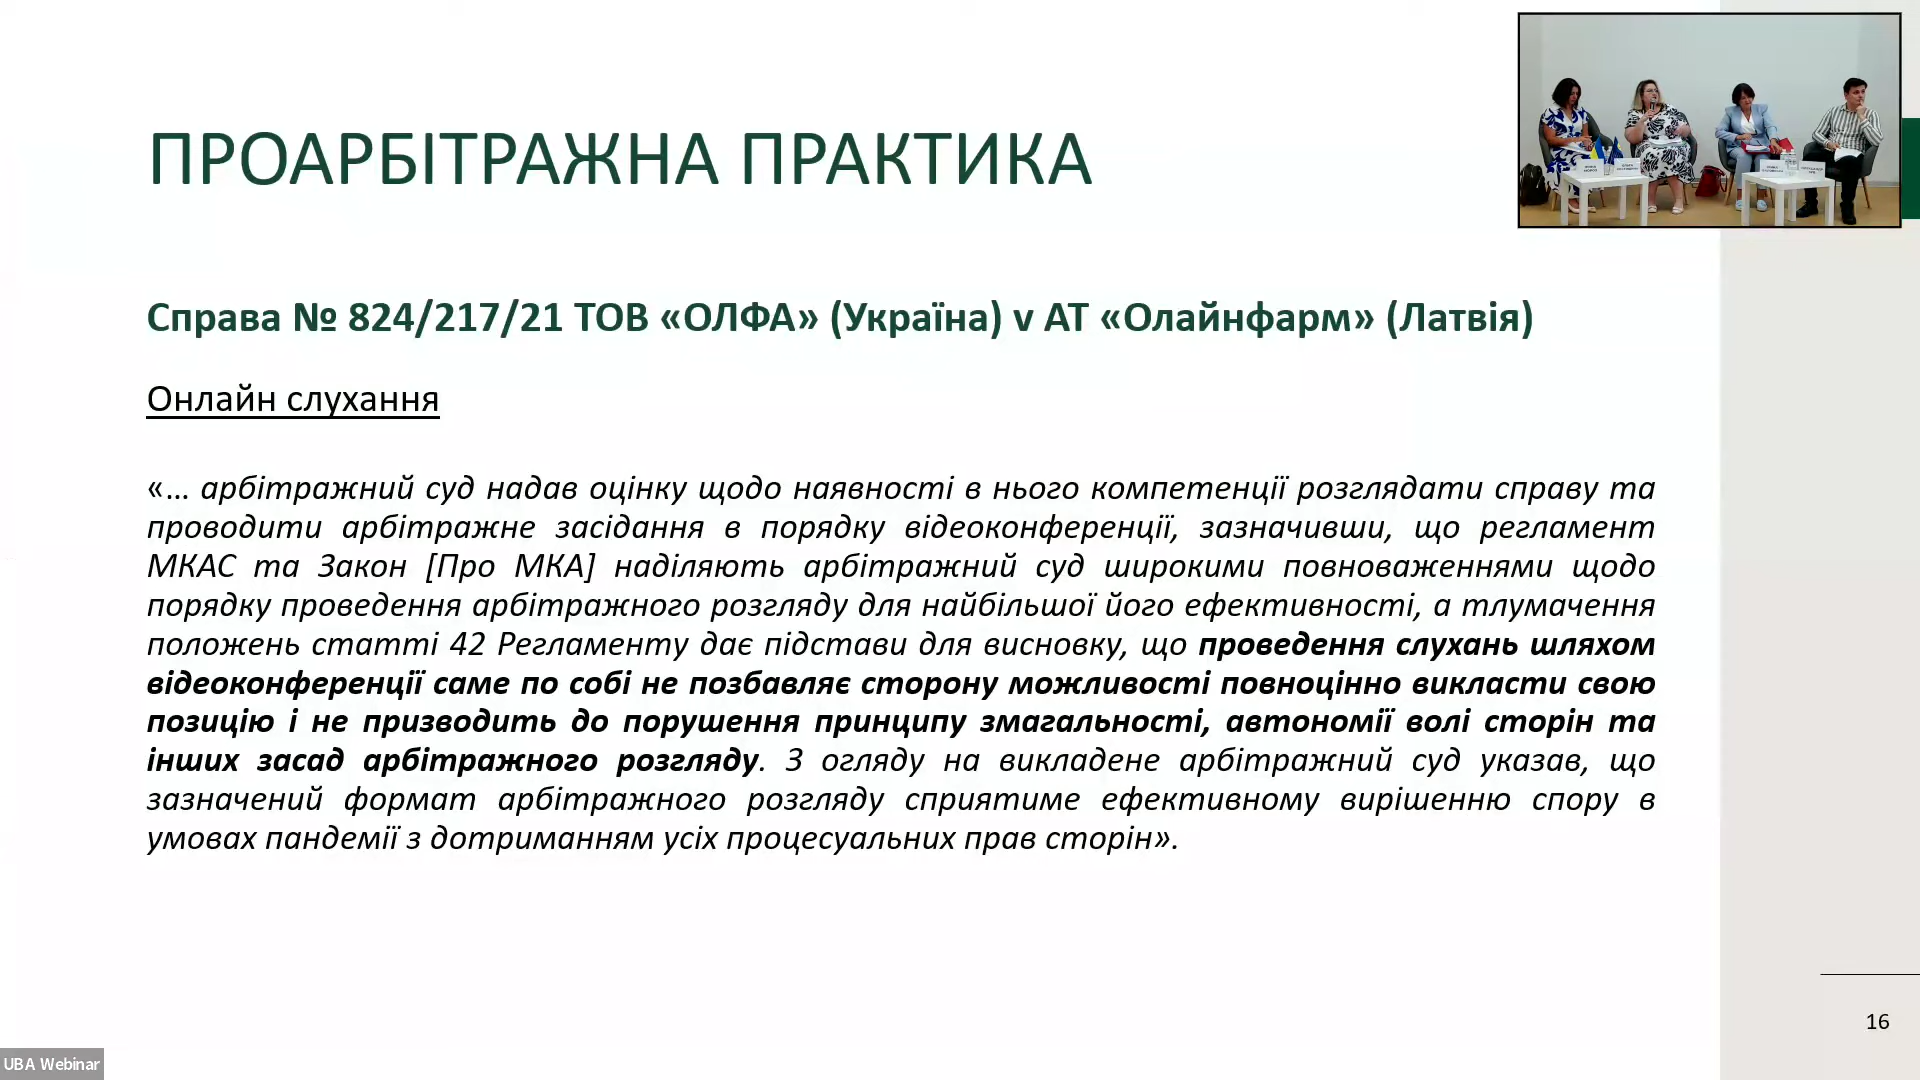 ПРОАРБІТРАЖНА ПРАКТИКА
Справа № 824/217/21 ТОВ «ОЛФА» (Україна) v АТ «Олайнфарм» (Латвія)
Онлайн слухання
«… арбітражний суд надав оцінку щодо наявності в нього компетенції розглядати справу та
проводити арбітражне засідання в порядку відеоконференції, зазначивши, що регламент
МКАС та Закон [Про МКА] наділяють арбітражний суд широкими повноваженнями щодо
порядку проведення арбітражного розгляду для найбільшої його ефективності, а тлумачення
положень статті 42 Регламенту дає підстави для висновку, що проведення слухань шляхом
відеоконференції саме по собі не позбавляє сторону можливості повноцінно викласти свою
позицію і не призводить до порушення принципу змагальності, автономії волі сторін та
інших засад арбітражного розгляду. З огляду на викладене арбітражний суд указав, що
зазначений формат арбітражного розгляду сприятиме ефективному вирішенню спору в
умовах пандемії з дотриманням усіх процесуальних прав сторін».
16
UBA Webinar